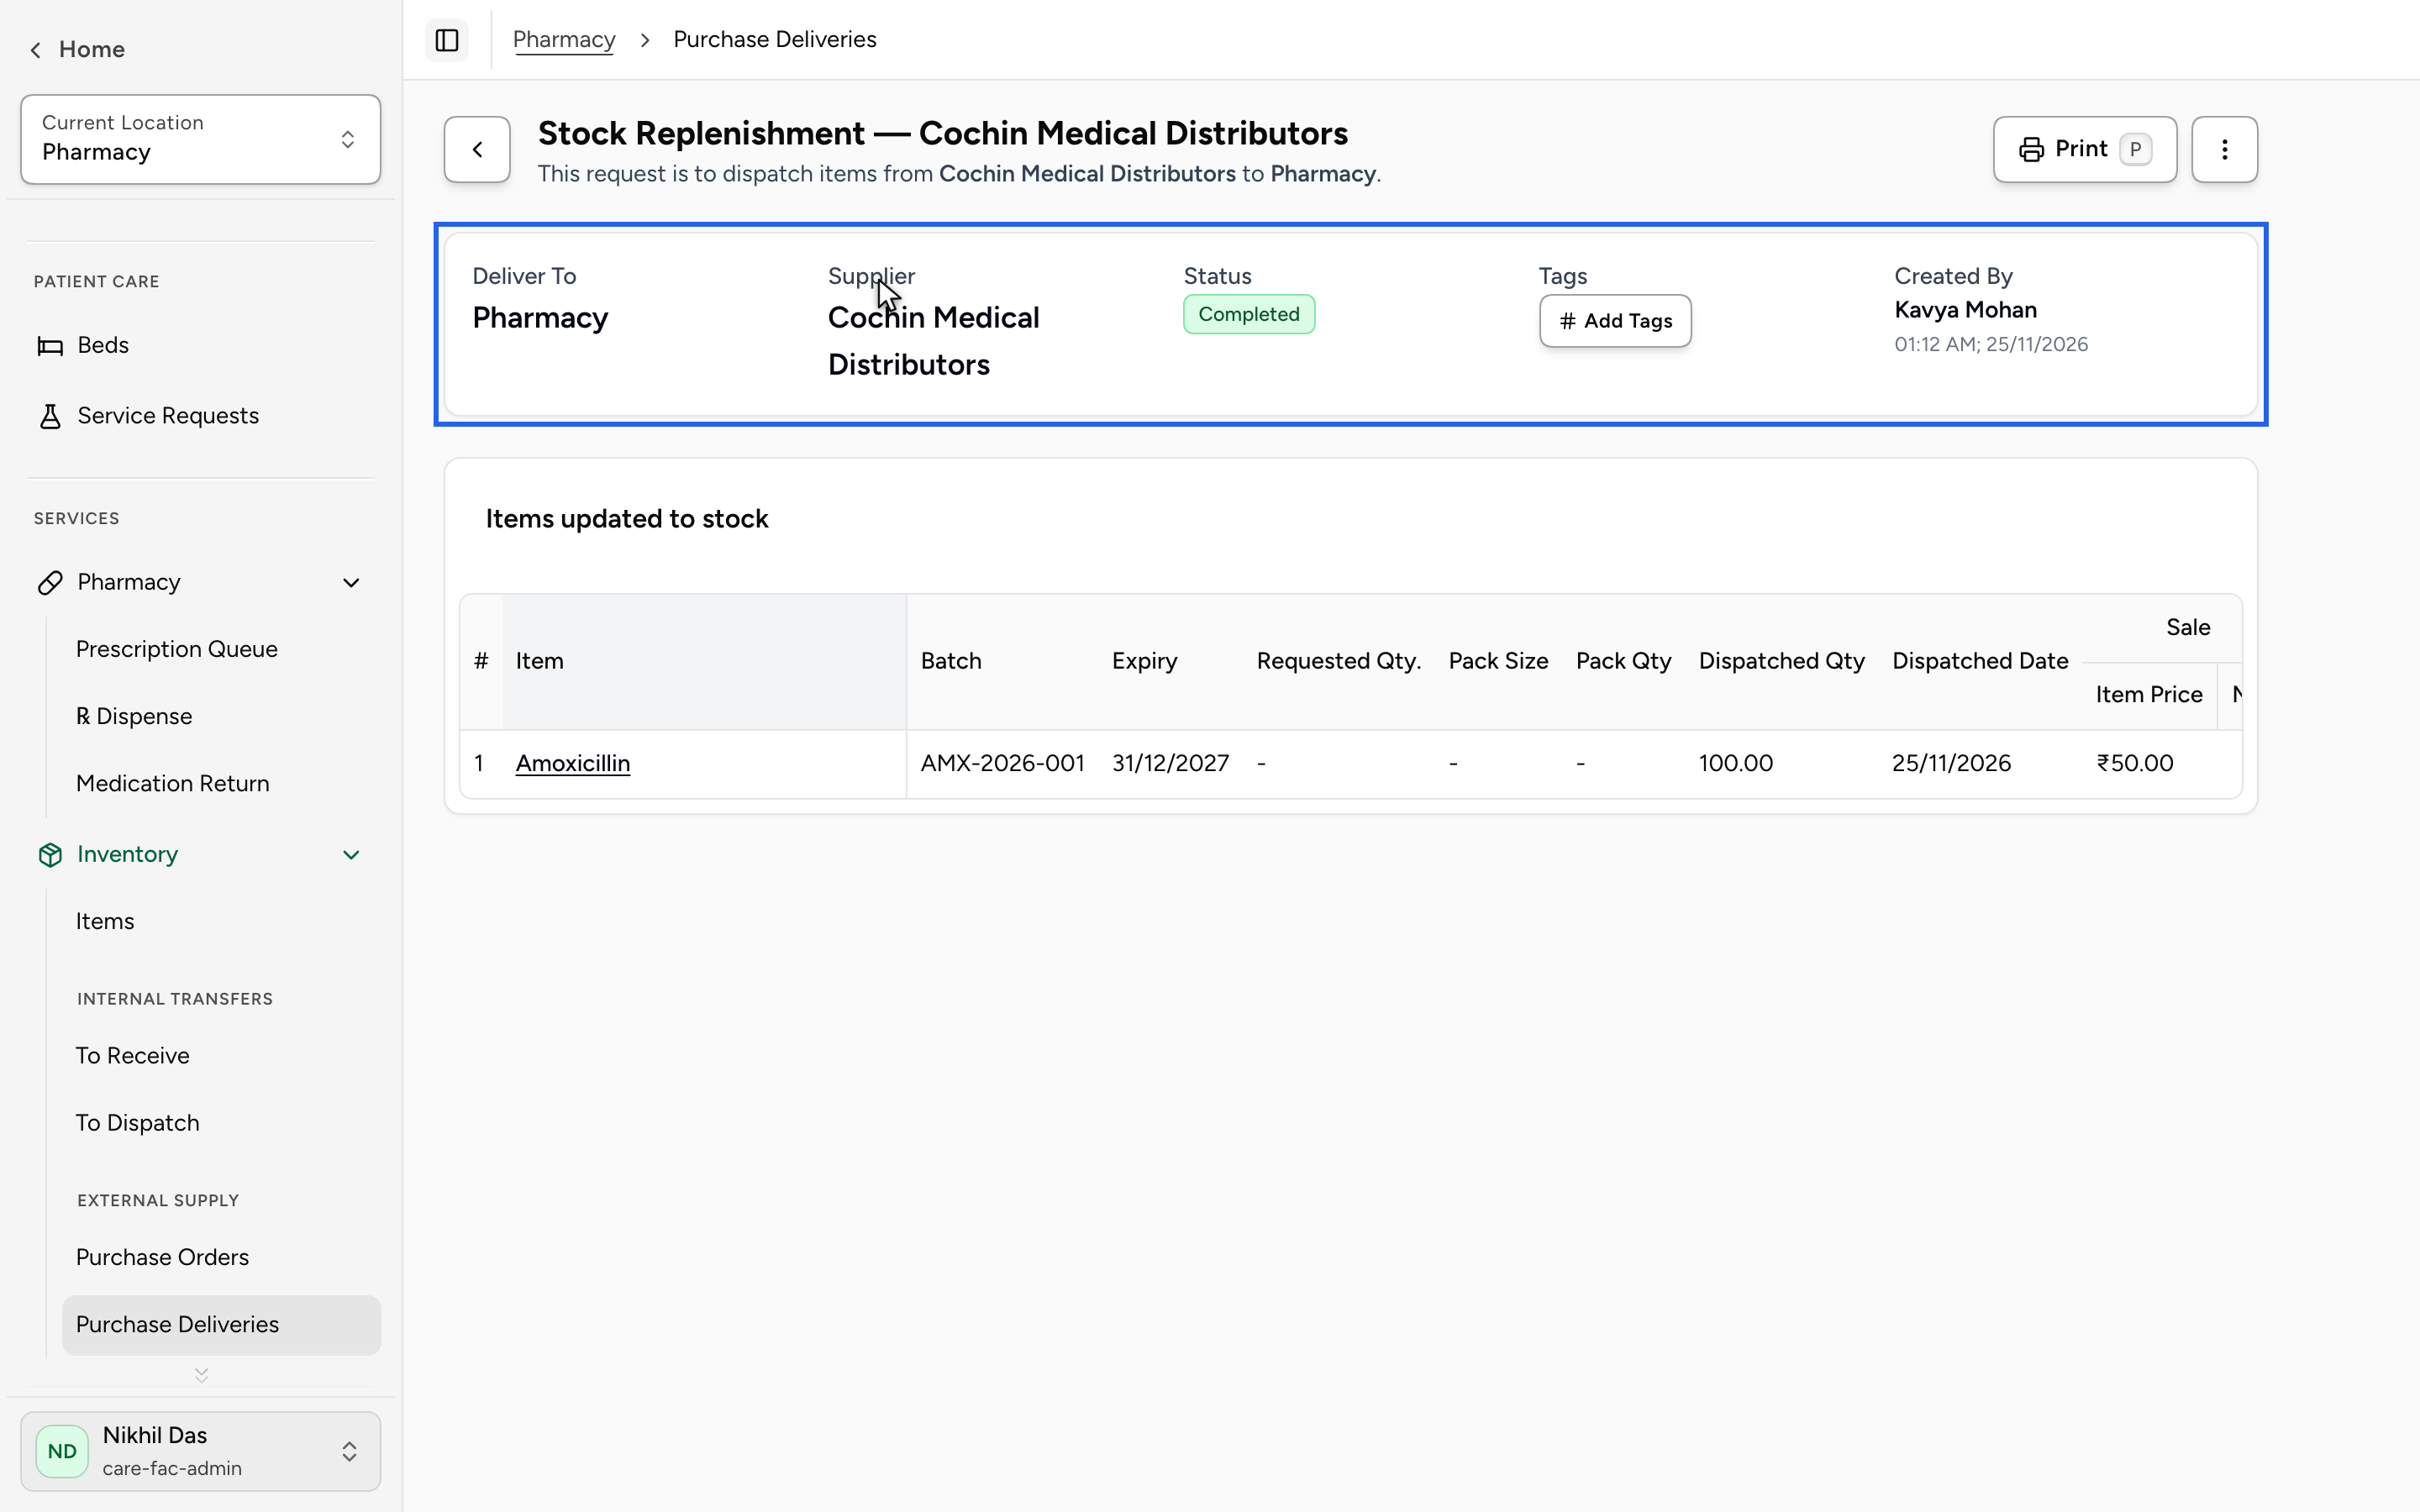 Home
Current Location
Pharmacy
PATIENT CARE
Beds
Service Requests
SERVICES
Pharmacy
Prescription Queue
℞ Dispense
Medication Return
Inventory
Items
INTERNAL TRANSFERS
To Receive
To Dispatch
EXTERNAL SUPPLY
Purchase Orders
Purchase Deliveries
ND
Nikhil Das
care-fac-admin
Pharmacy > Purchase Deliveries
Stock Replenishment — Cochin Medical Distributors
This request is to dispatch items from Cochin Medical Distributors to Pharmacy.
Print P
Deliver To
Pharmacy
Supplier
Cochin Medical
Distributors
Status
Completed
Tags
# Add Tags
Created By
Kavya Mohan
01:12 AM; 25/11/2026
Items updated to stock
# Item Batch Expiry Requested Qty. Pack Size Pack Qty Dispatched Qty Dispatched Date Sale
Item Price
1 Amoxicillin AMX-2026-001 31/12/2027 - - - 100.00 25/11/2026 ₹50.00